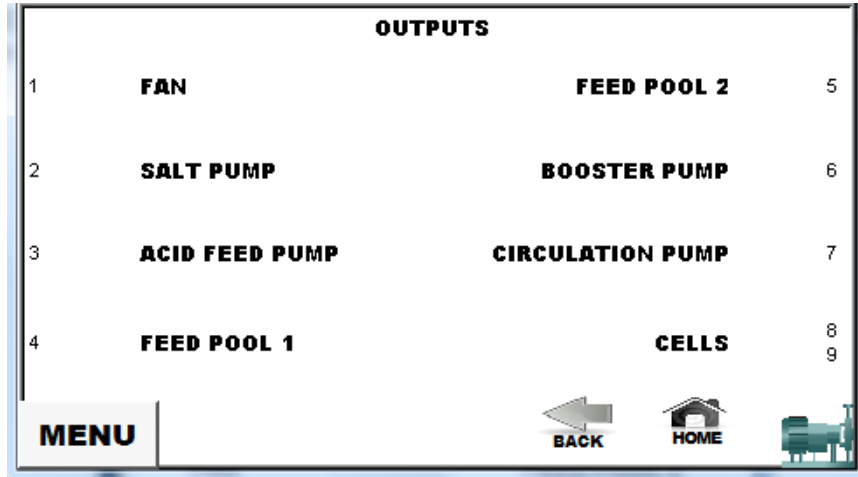 OUTPUTS
1 FAN FEED POOL 2 5
2 SALT PUMP BOOSTER PUMP 6
3 ACID FEED PUMP CIRCULATION PUMP 7
4 FEED POOL 1 CELLS 8
9
MENU BACK HOME